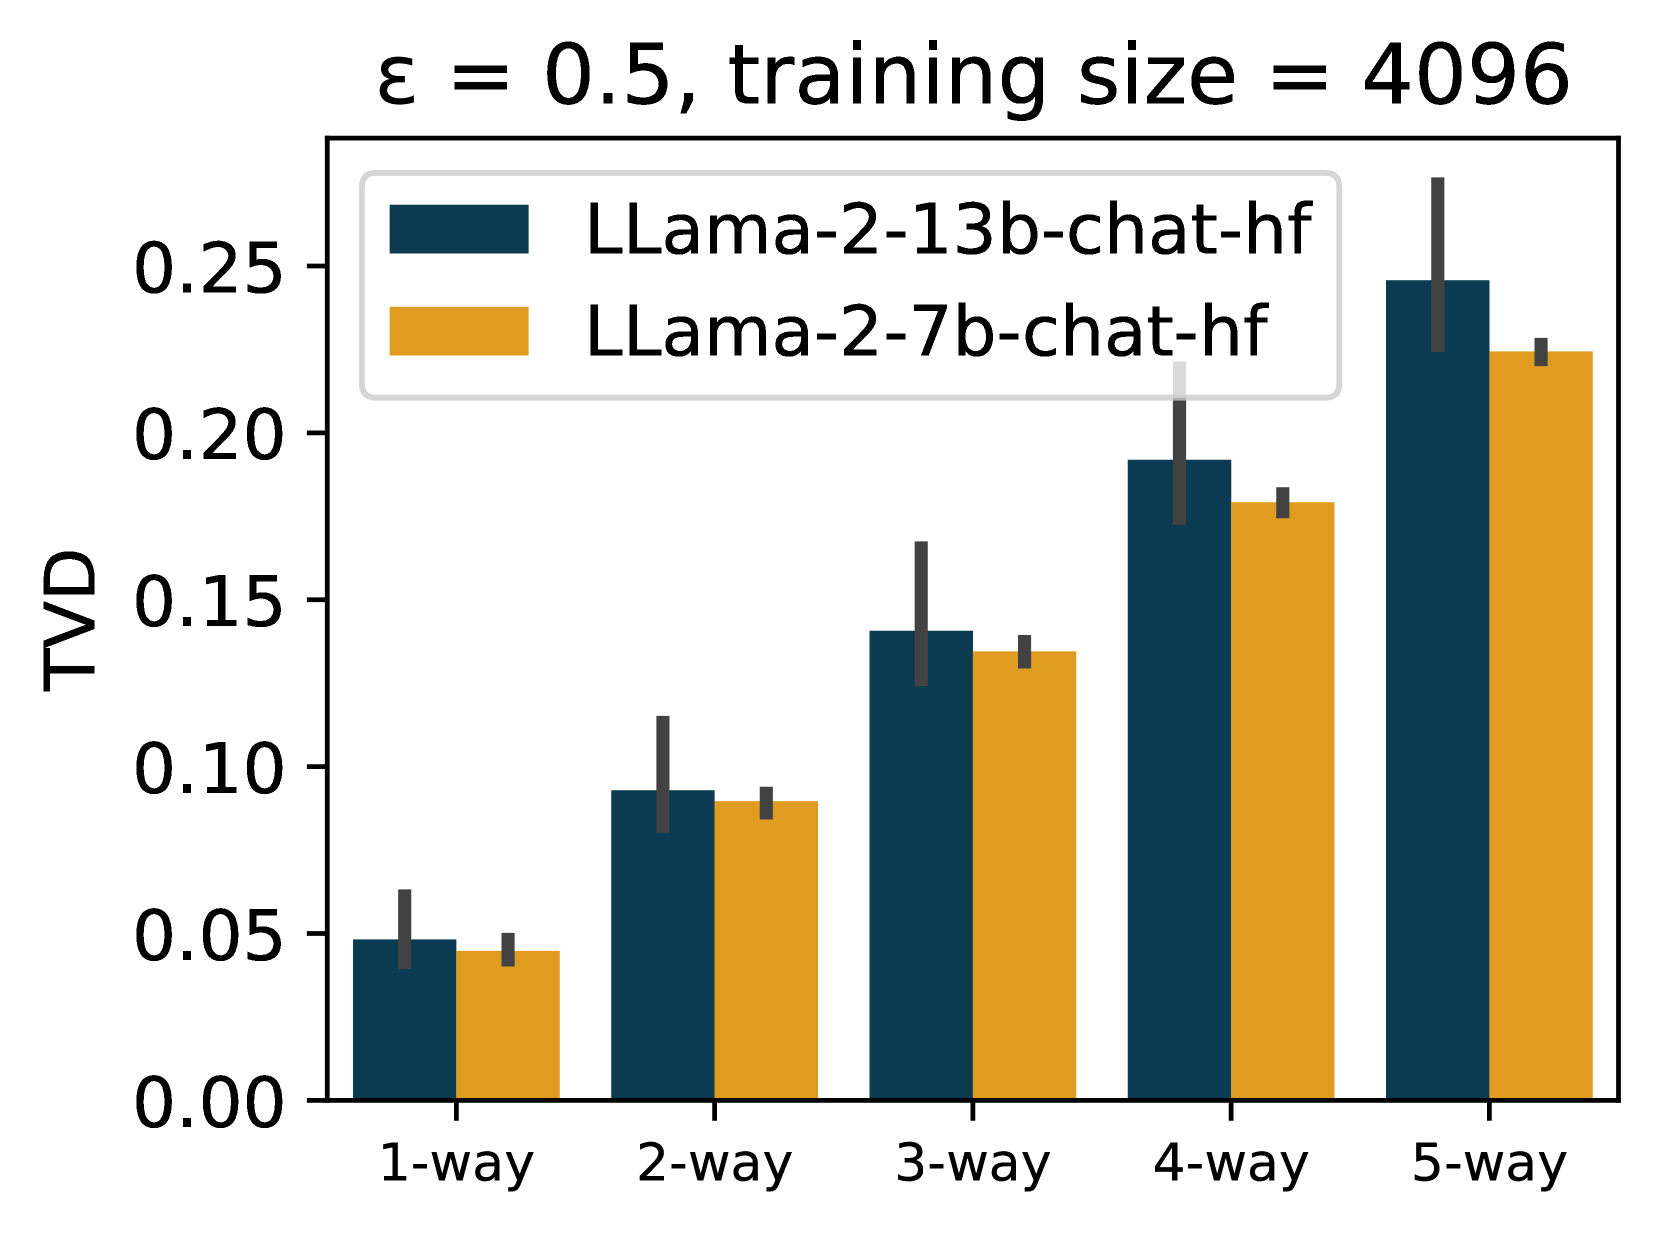 ε = 0.5, training size = 4096
LLama-2-13b-chat-hf
LLama-2-7b-chat-hf
0.25
0.20
0.15
0.10
0.05
0.00
TVD
1-way 2-way 3-way 4-way 5-way